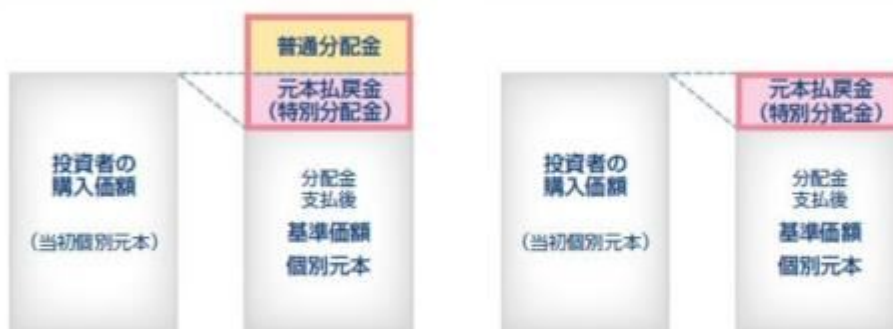 普通分配金
元本払戻金
(特別分配金)
投資者の
購入価額
(当初個別元本)
分配金
支払後
基準価額
個別元本
元本払戻金
(特別分配金)
投資者の
購入価額
(当初個別元本)
分配金
支払後
基準価額
個別元本